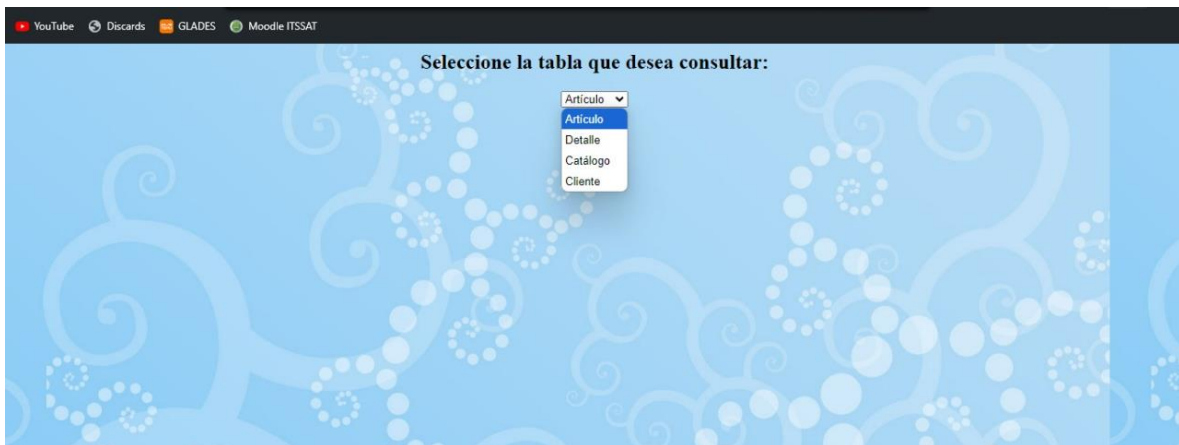 YouTube Discards GLADES Moodle ITSSAT
Seleccione la tabla que desea consultar:
Artículo
Artículo
Detalle
Catálogo
Cliente